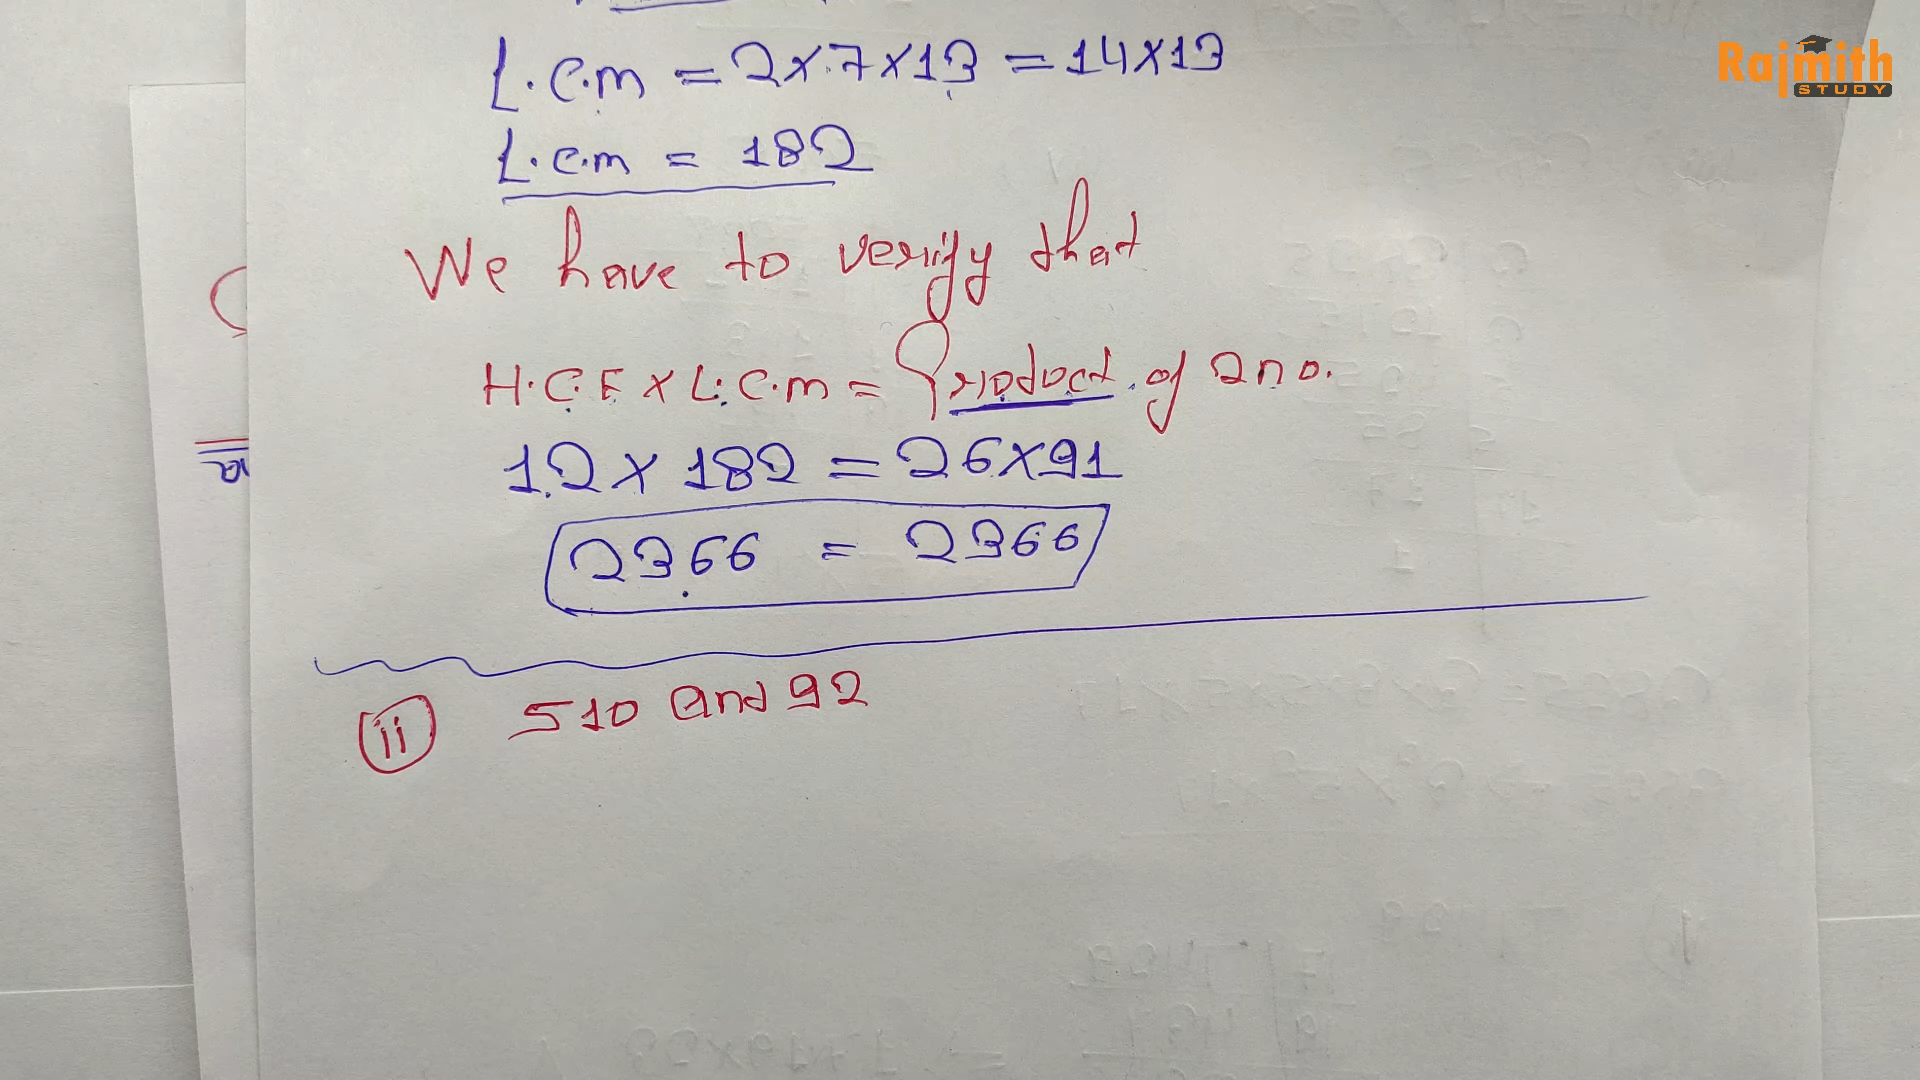 L.C.m = 2×7×13 = 14×13
L.C.m = 182
We have to verify that
H.C.F × L.C.m = Product of 2 no.
12 × 182 = 26×91
2366 = 2366
ii 510 and 92
Rajmith
STUDY